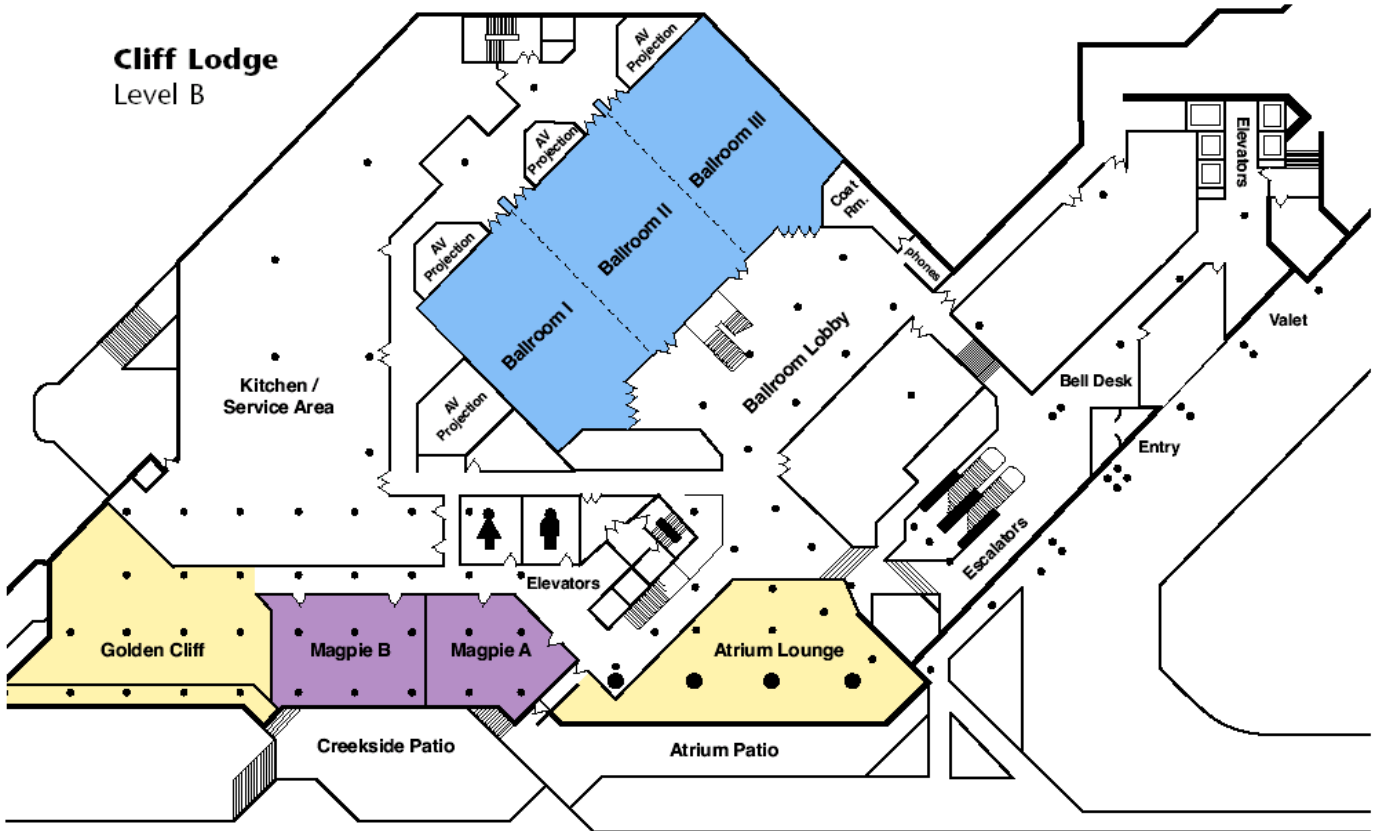 Cliff Lodge
Level B
AV
Projection
AV
Projection
AV
Projection
AV
Projection
Ballroom III
Ballroom II
Ballroom I
Coat
Rm.
phones
Elevators
Valet
Ballroom Lobby
Bell Desk
Kitchen /
Service Area
Entry
Escalators
Elevators
Golden Cliff
Magpie B
Magpie A
Atrium Lounge
Creekside Patio
Atrium Patio